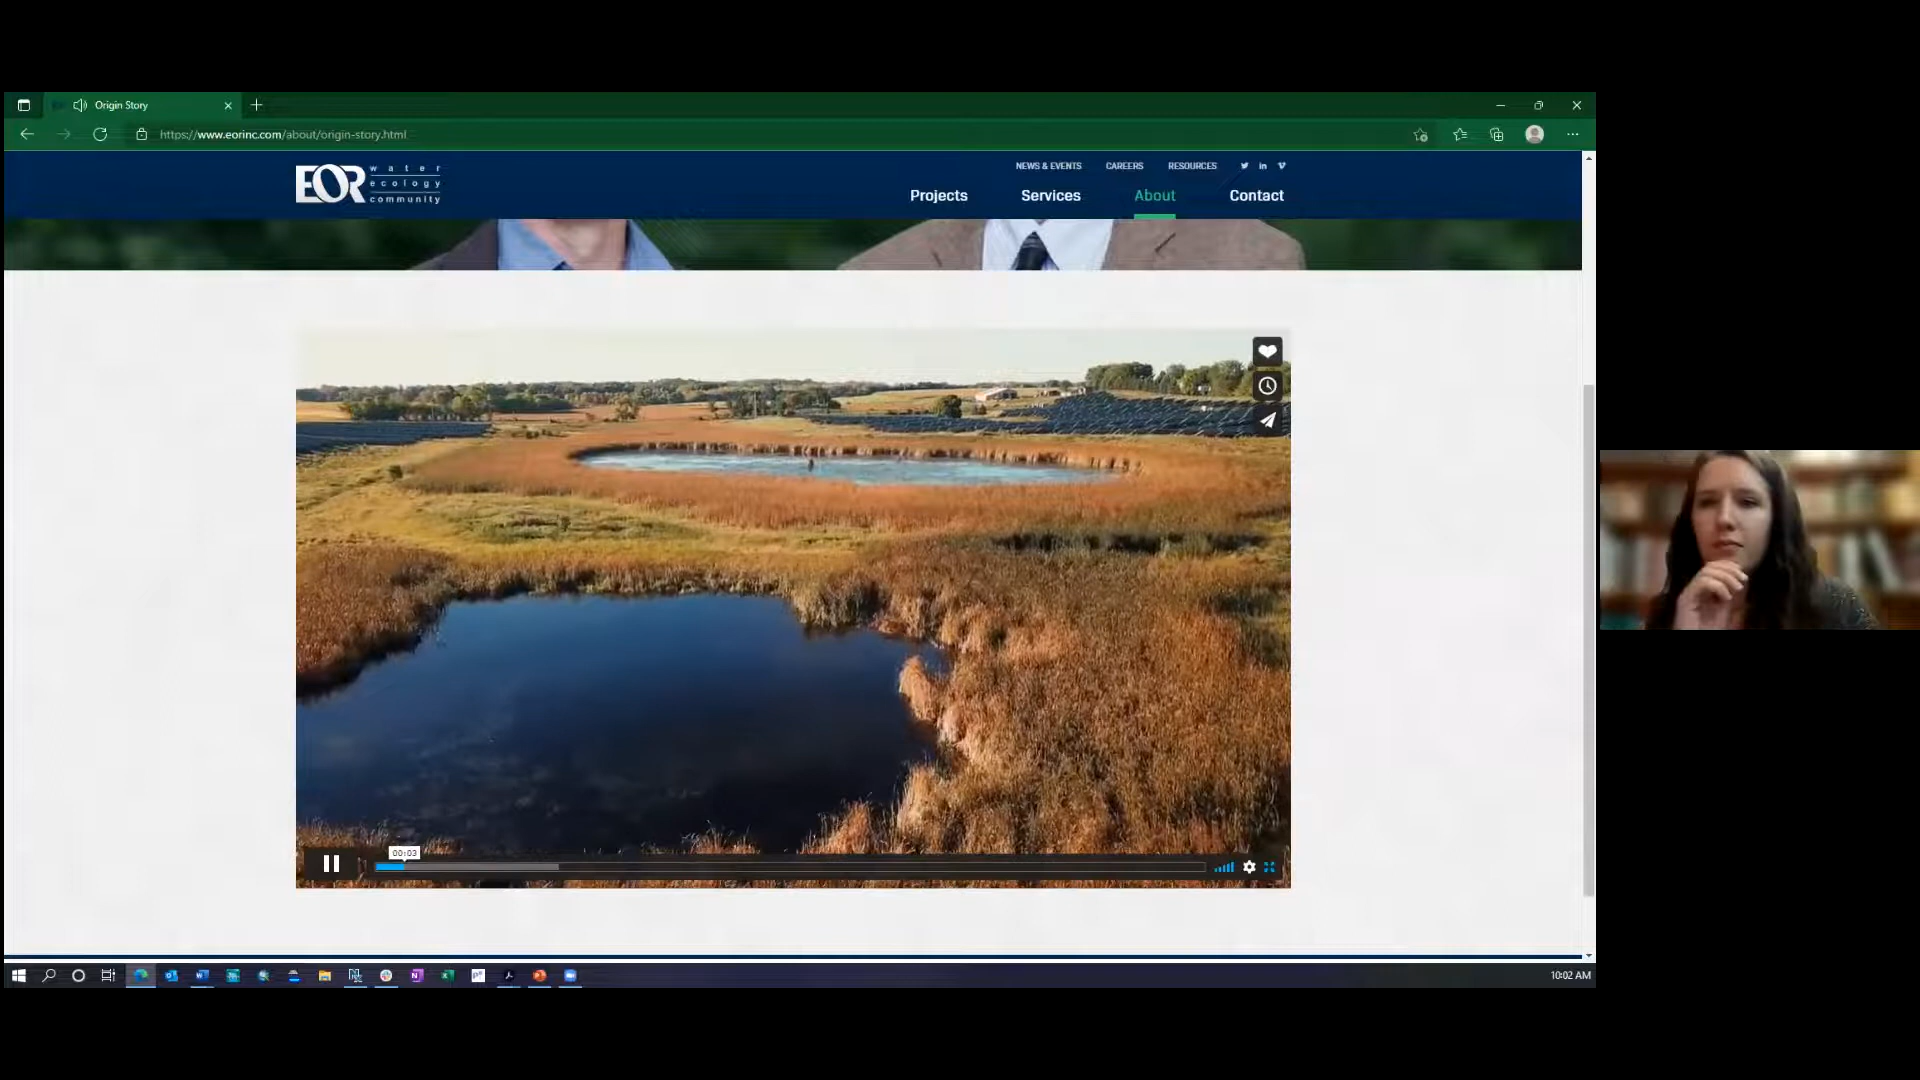 Origin Story
https://www.eorinc.com/about/origin-story.html
EOR water
ecology
community
NEWS & EVENTS CAREERS RESOURCES
Projects Services About Contact
00:03
10:02 AM